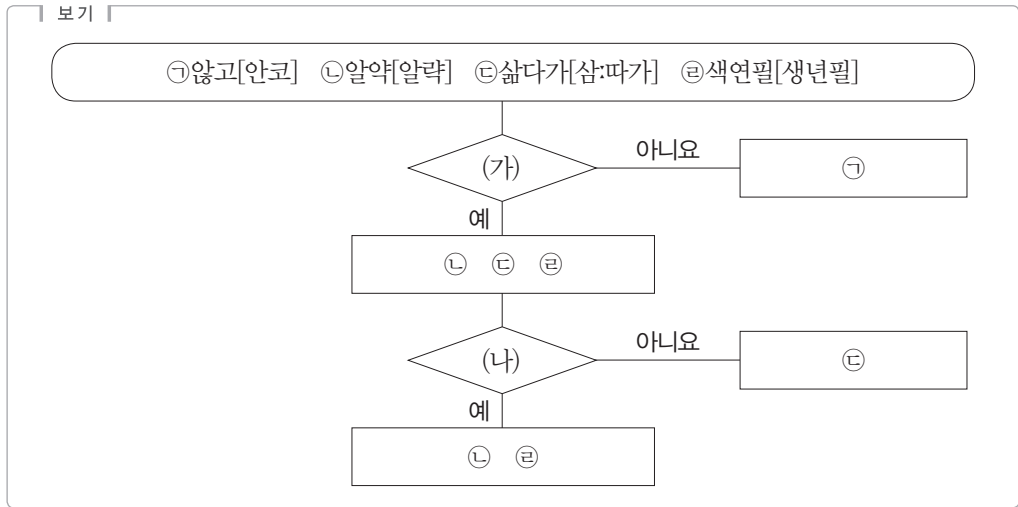 보기
㉠않고[안코] ㉡알약[알략] ㉢삶다가[삼:따가] ㉣색연필[생년필]
(가)
아니요
㉠
예
㉡ ㉢ ㉣
(나)
아니요
㉢
예
㉡ ㉣